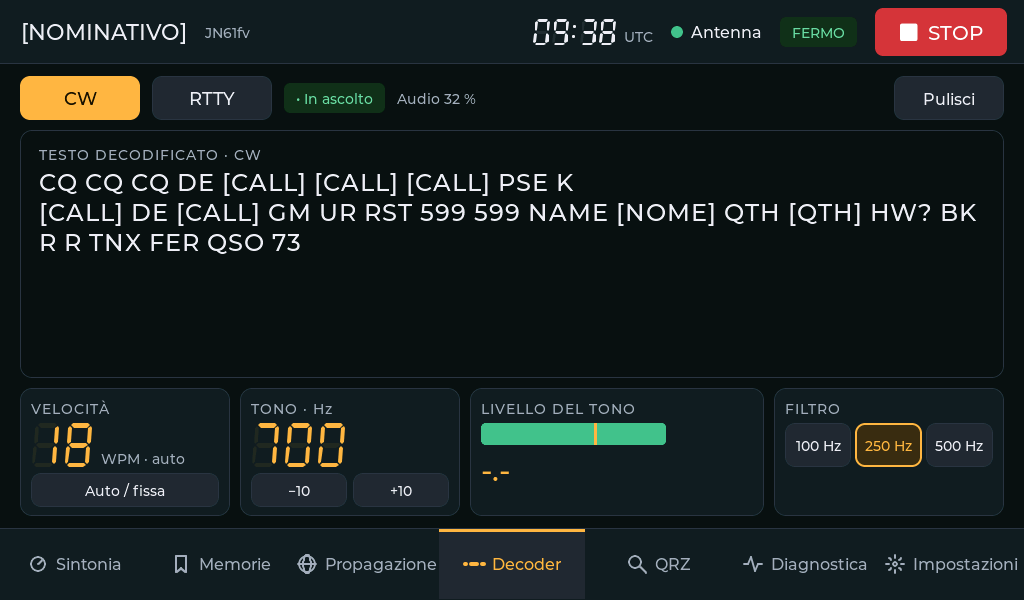 [NOMINATIVO] JN61fv 09:38 UTC Antenna FERMO STOP
CW RTTY • In ascolto Audio 32 % Pulisci
TESTO DECODIFICATO · CW
CQ CQ CQ DE [CALL] [CALL] [CALL] PSE K
[CALL] DE [CALL] GM UR RST 599 599 NAME [NOME] QTH [QTH] HW? BK
R R TNX FER QSO 73
VELOCITÀ
18 WPM · auto
Auto / fissa
TONO · Hz
700
−10 +10
LIVELLO DEL TONO
-.-
FILTRO
100 Hz 250 Hz 500 Hz
Sintonia Memorie Propagazione Decoder QRZ Diagnostica Impostazioni